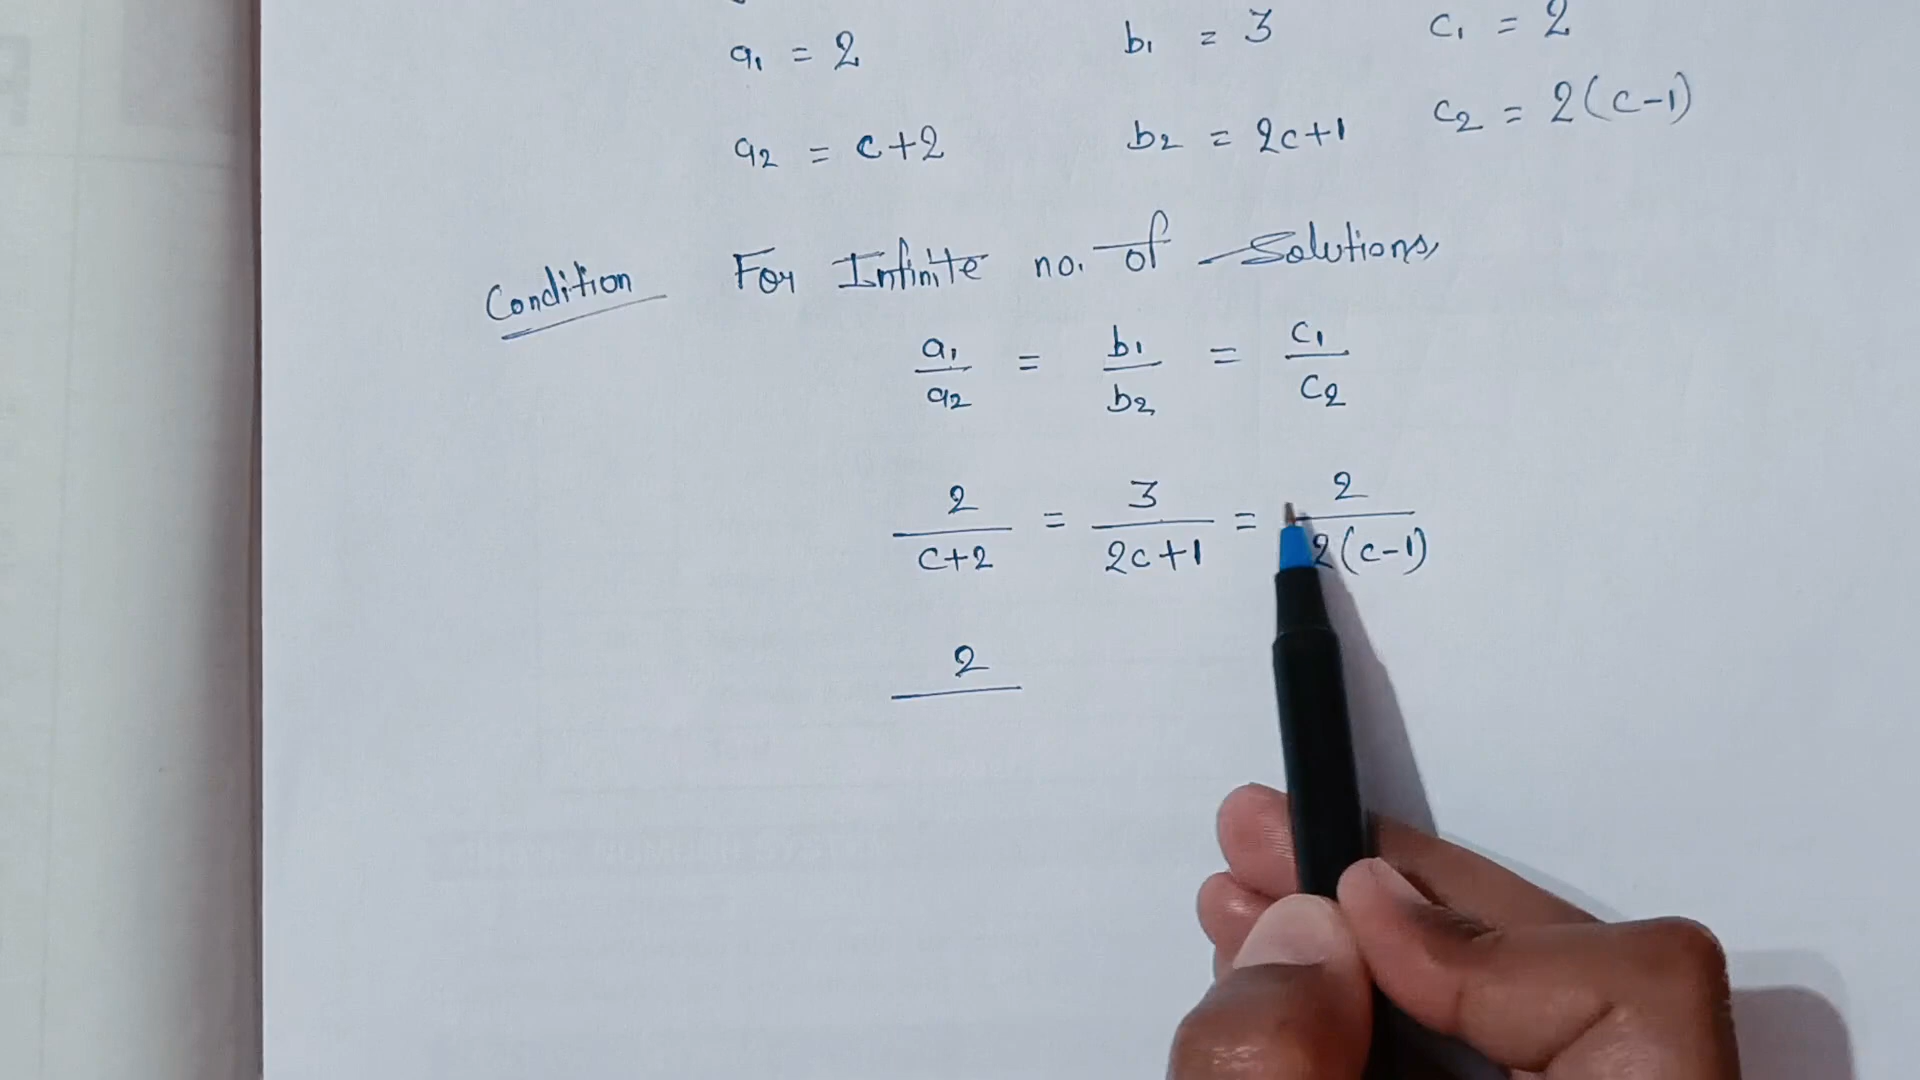 a₁ = 2 b₁ = 3 c₁ = 2
a₂ = c+2 b₂ = 2c+1 c₂ = 2(c-1)
Condition For Infinite no. of Solutions,
a₁/a₂ = b₁/b₂ = c₁/c₂
2/(c+2) = 3/(2c+1) = 2/(2(c-1))
2